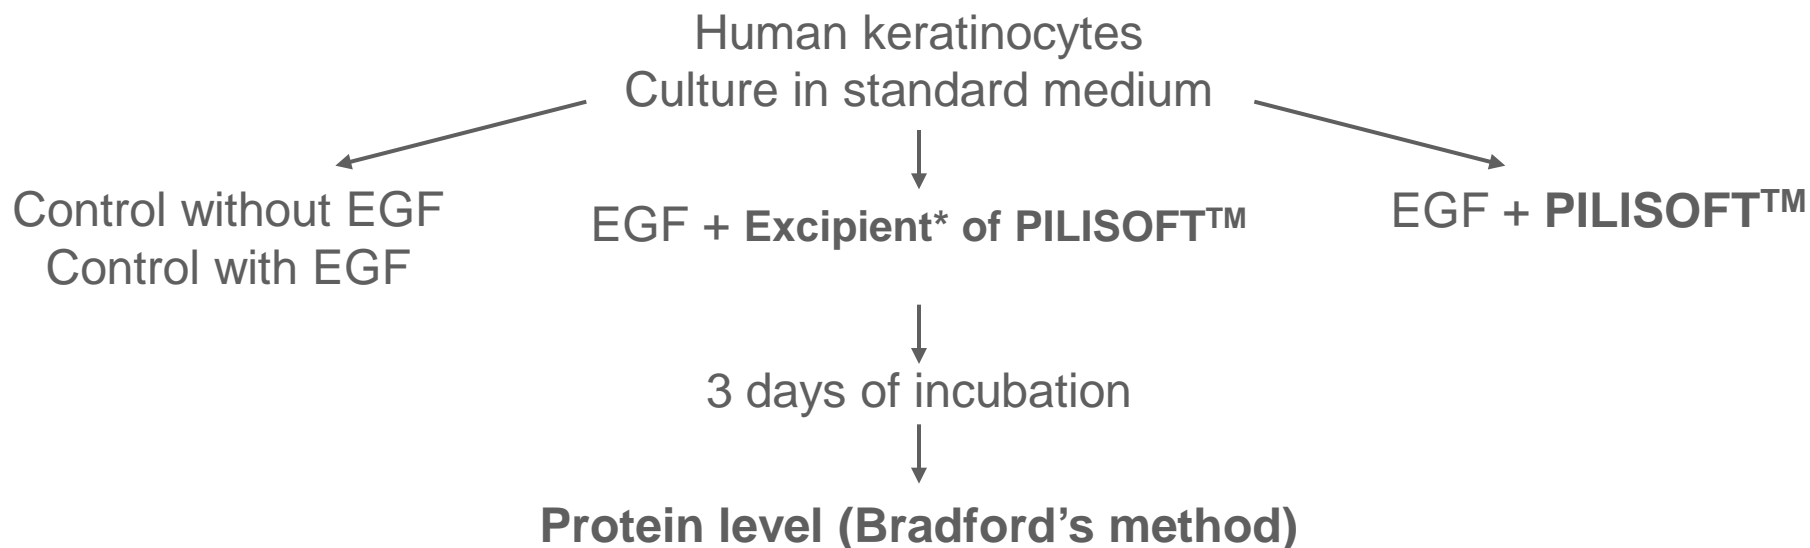 Human keratinocytes
Culture in standard medium
Control without EGF
Control with EGF
EGF + Excipient* of PILISOFT™
EGF + PILISOFT™
3 days of incubation
Protein level (Bradford's method)